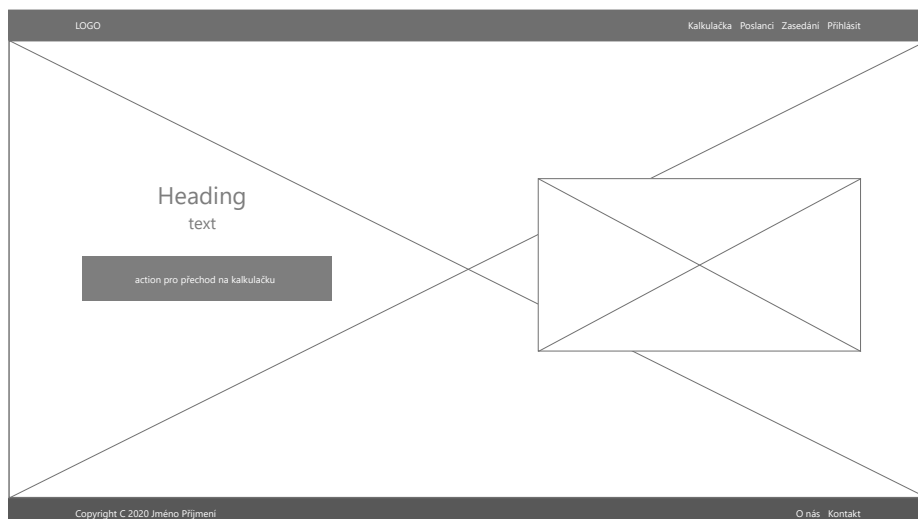 LOGO
Kalkulačka Poslanci Zasedání Přihlásit
Heading
text
action pro přechod na kalkulačku
Copyright C 2020 Jméno Příjmení
O nás Kontakt